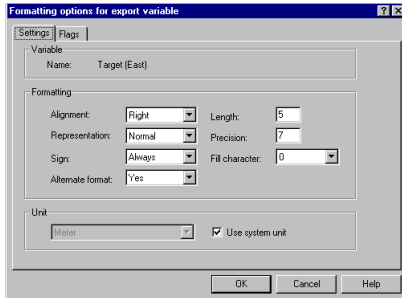 Formatting options for export variable
Settings Flags
Variable
Name: Target (East)
Formatting
Alignment: Right Length: 5
Representation: Normal Precision: 7
Sign: Always Fill character: 0
Alternate format: Yes
Unit
Meter Use system unit
OK Cancel Help